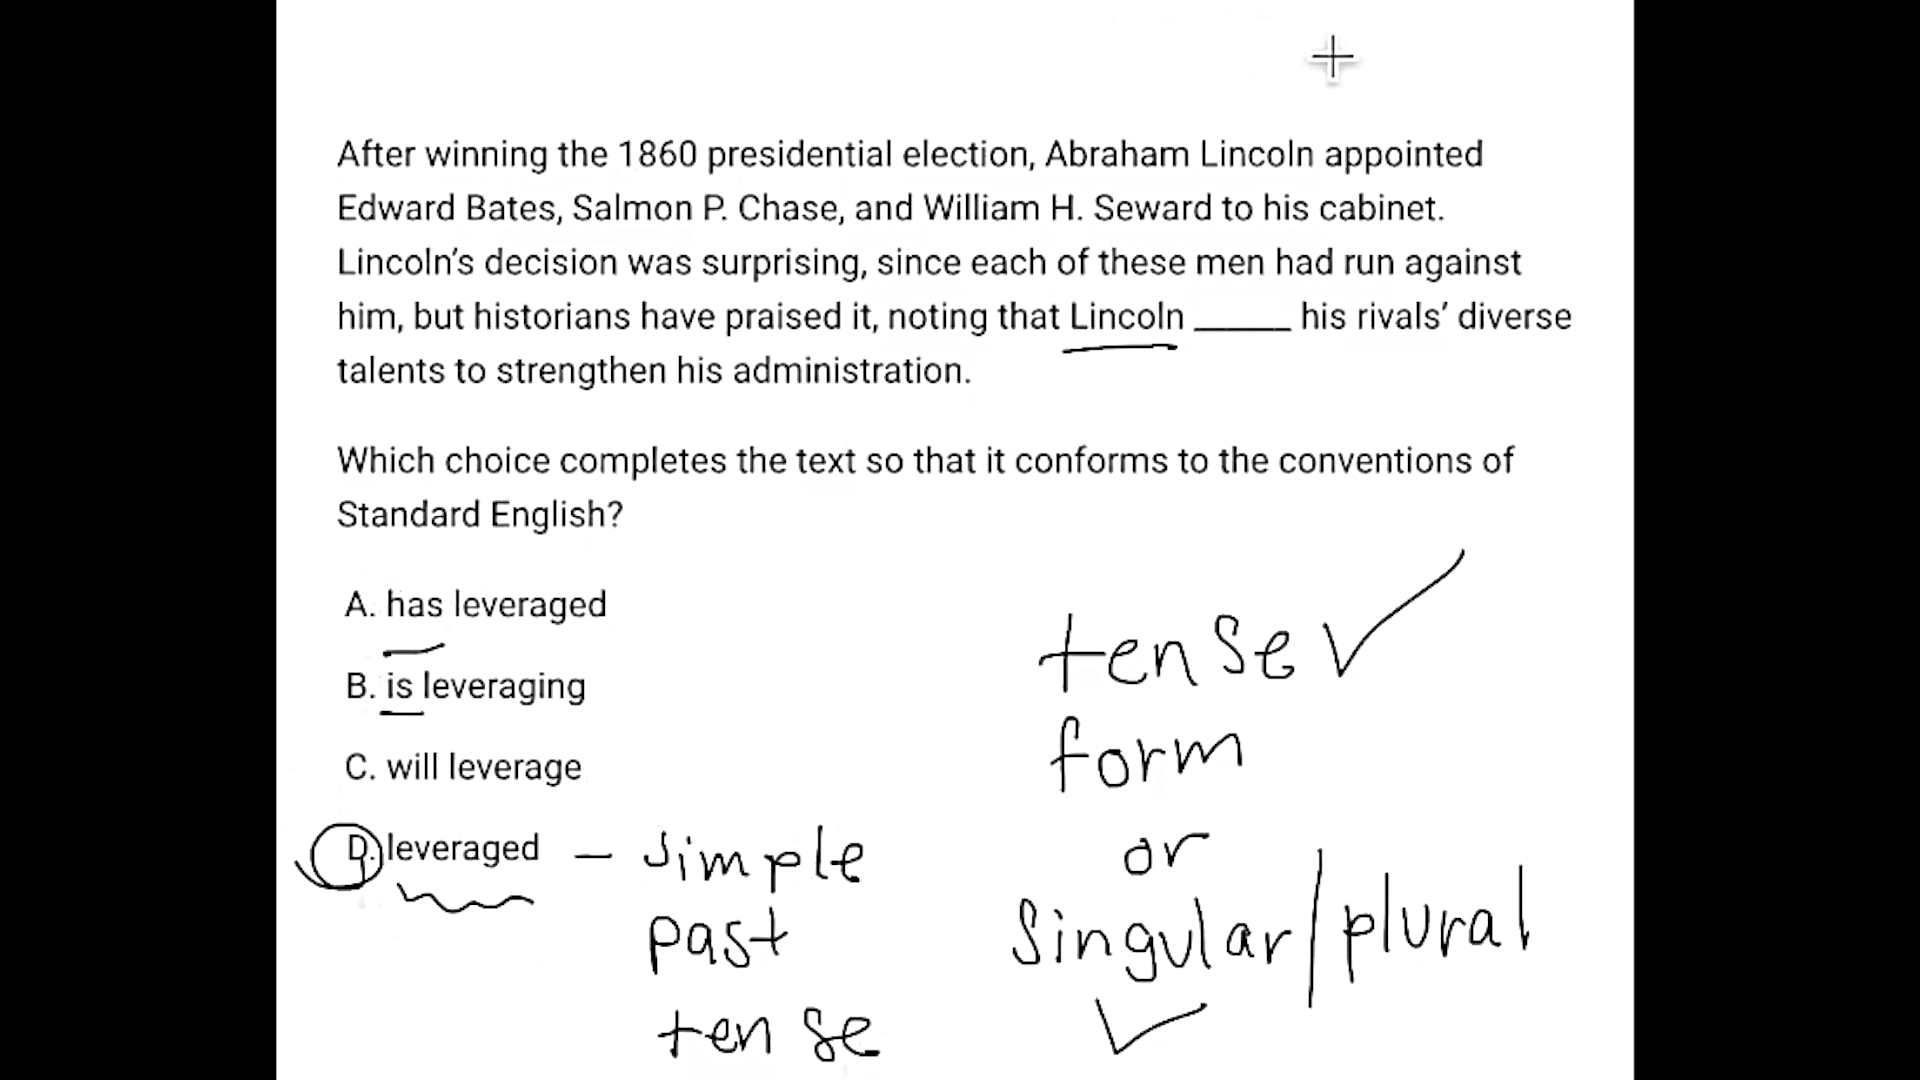 After winning the 1860 presidential election, Abraham Lincoln appointed
Edward Bates, Salmon P. Chase, and William H. Seward to his cabinet.
Lincoln’s decision was surprising, since each of these men had run against
him, but historians have praised it, noting that Lincoln _____ his rivals’ diverse
talents to strengthen his administration.
Which choice completes the text so that it conforms to the conventions of
Standard English?
A. has leveraged
B. is leveraging
C. will leverage
D. leveraged – simple
past
tense
tense ✓
form
or
Singular/plural
✓